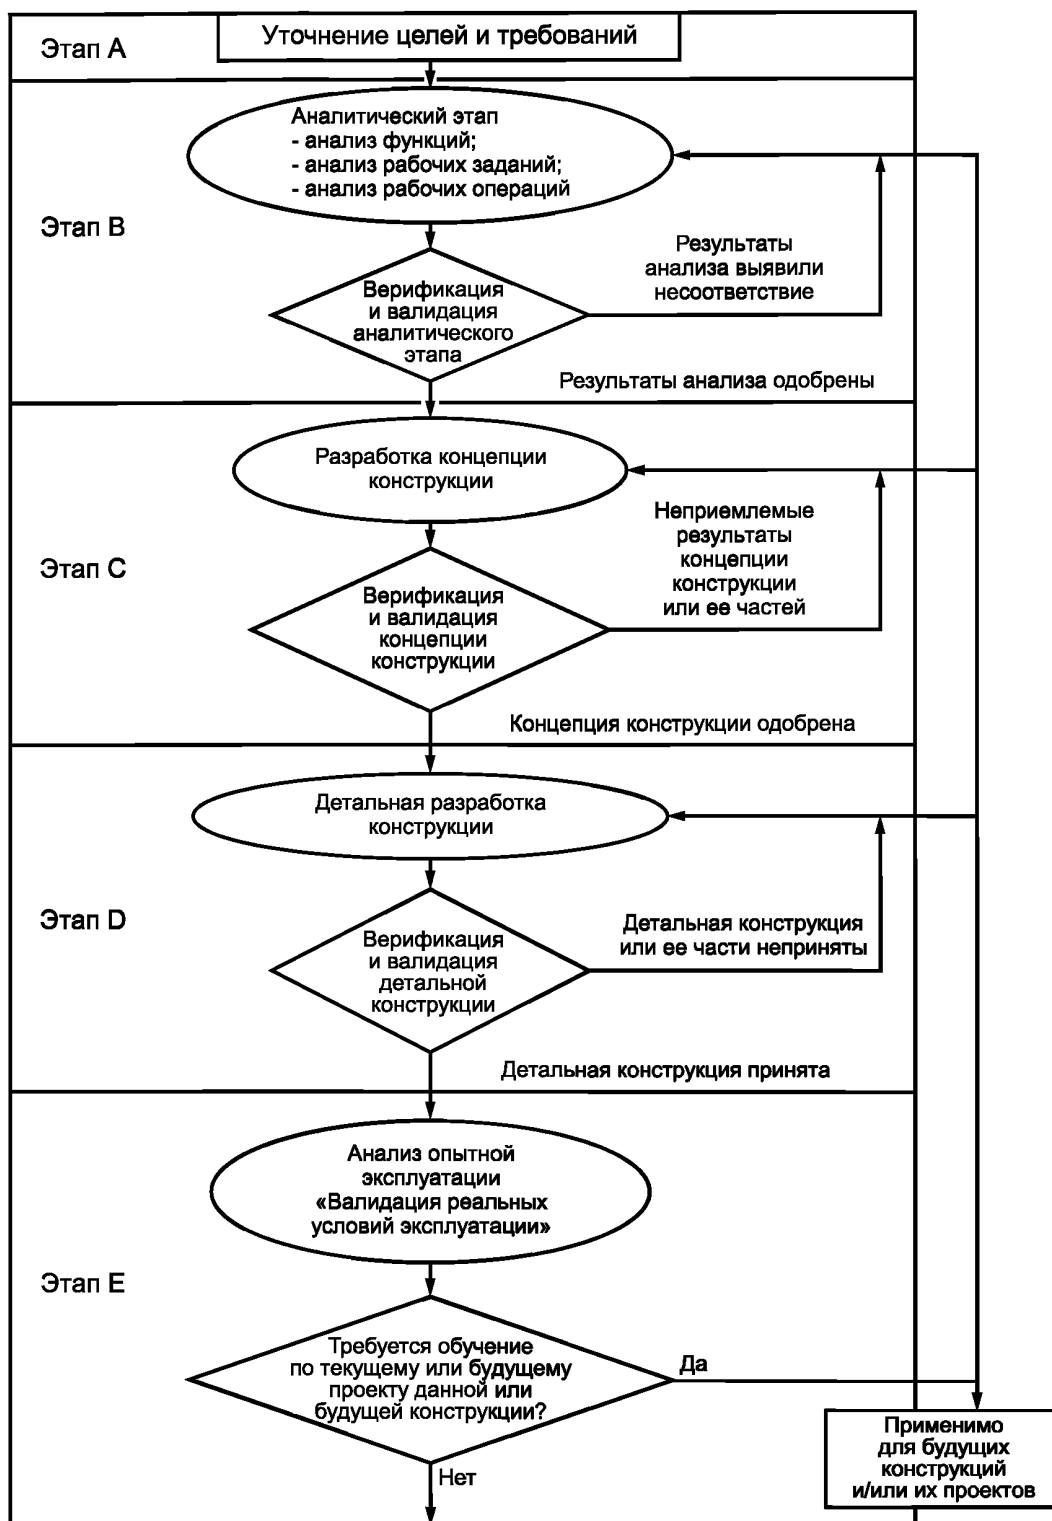 Этап A
Уточнение целей и требований
Аналитический этап
- анализ функций;
- анализ рабочих заданий;
- анализ рабочих операций
Этап B
Результаты
анализа выявили
несоответствие
Верификация
и валидация
аналитического
этапа
Результаты анализа одобрены
Разработка концепции
конструкции
Неприемлемые
результаты
концепции
конструкции
или ее частей
Этап C
Верификация
и валидация
концепции
конструкции
Концепция конструкции одобрена
Детальная разработка
конструкции
Этап D
Детальная конструкция
или ее части неприняты
Верификация
и валидация
детальной
конструкции
Детальная конструкция принята
Анализ опытной
эксплуатации
«Валидация реальных
условий эксплуатации»
Этап E
Требуется обучение
по текущему или будущему
проекту данной или
будущей конструкции?
Да
Нет
Применимо
для будущих
конструкций
и/или их проектов